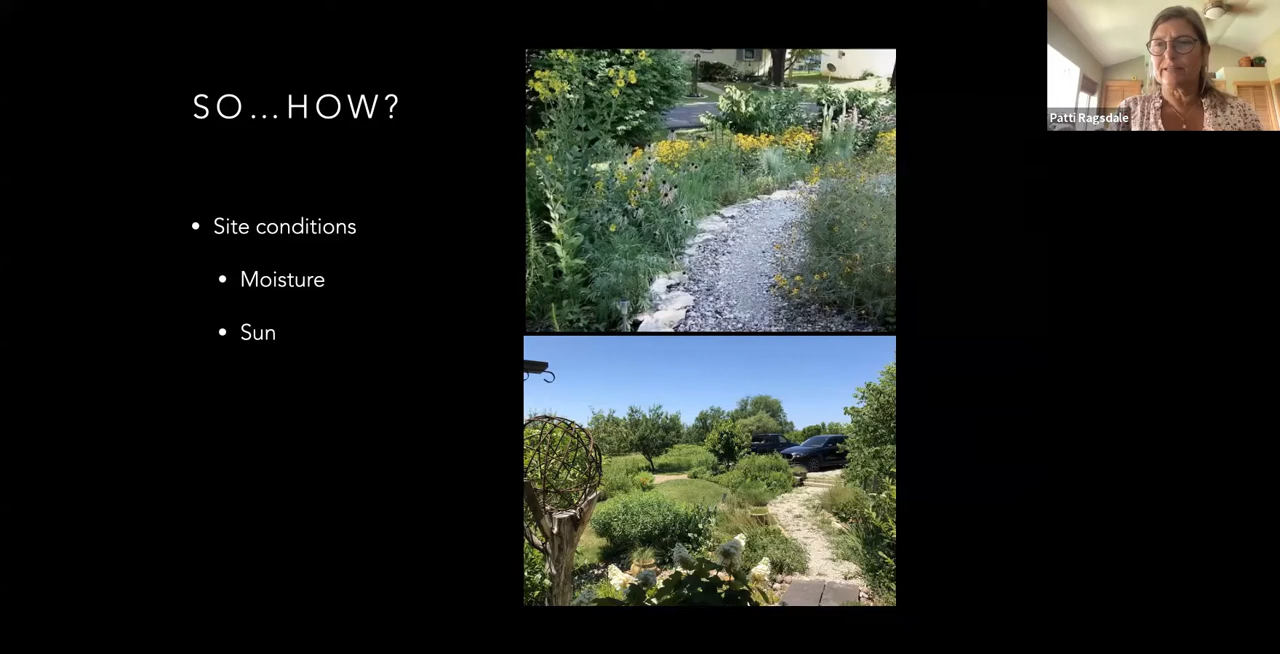 SO...HOW?
Site conditions
Moisture
Sun
Patti Ragsdale